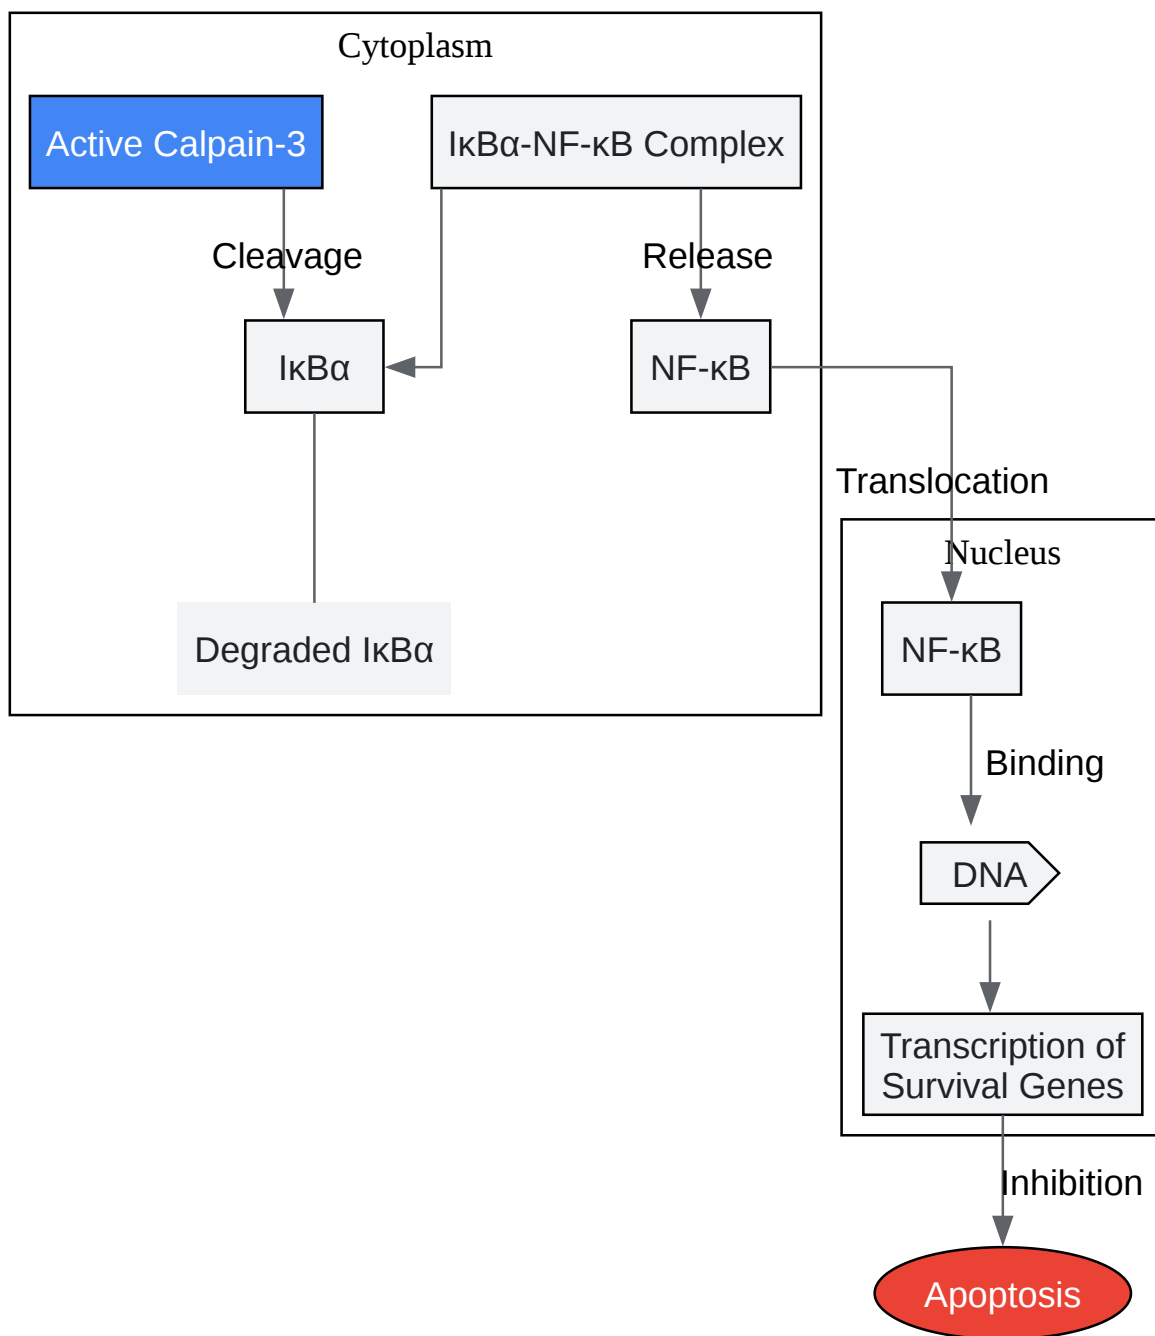 Cytoplasm
Active Calpain-3
IκBα-NF-κB Complex
Cleavage
Release
IκBα
NF-κB
Translocation
Degraded IκBα
Nucleus
NF-κB
Binding
DNA
Transcription of
Survival Genes
Inhibition
Apoptosis